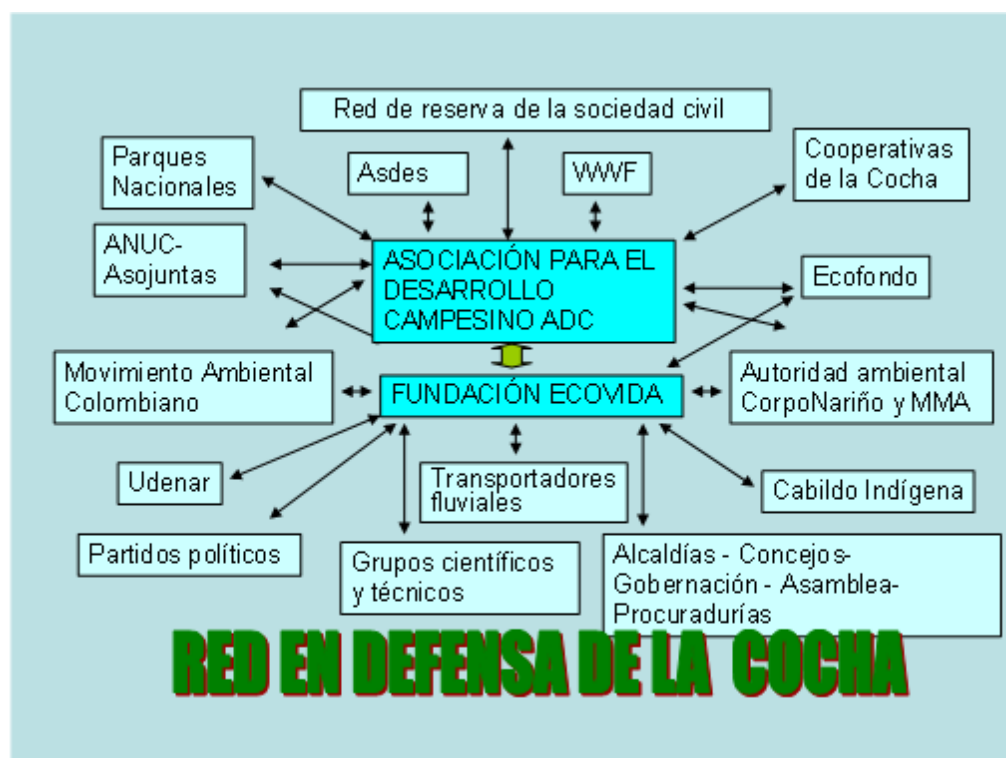 Red de reserva de la sociedad civil
Parques
Nacionales
Asdes
WWF
Cooperativas
de la Cocha
ANUC-
Asojuntas
ASOCIACIÓN PARA EL
DESARROLLO
CAMPESINO ADC
Ecofondo
Movimiento Ambiental
Colombiano
FUNDACIÓN ECOVIDA
Autoridad ambiental
CorpoNariño y MMA
Udenar
Transportadores
fluviales
Cabildo Indígena
Partidos políticos
Grupos científicos
y técnicos
Alcaldías - Concejos-
Gobernación - Asamblea-
Procuradurías
RED EN DEFENSA DE LA COCHA